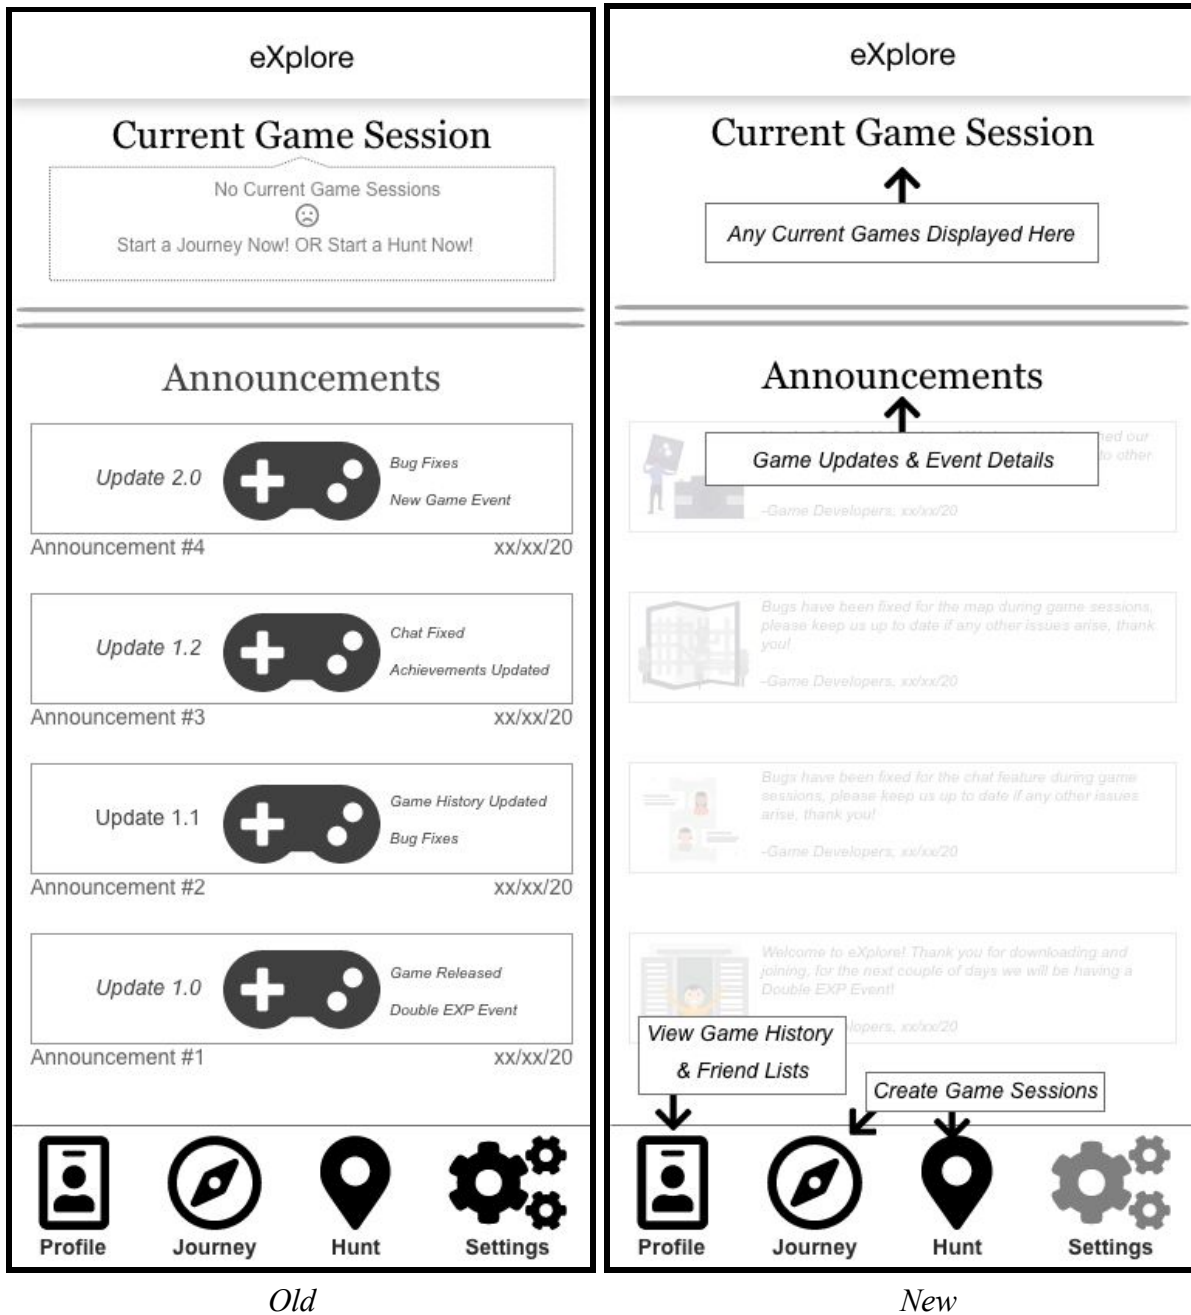 eXplore
Current Game Session
No Current Game Sessions
Start a Journey Now! OR Start a Hunt Now!
Announcements
Update 2.0
Bug Fixes
New Game Event
Announcement #4
xx/xx/20
Update 1.2
Chat Fixed
Achievements Updated
Announcement #3
xx/xx/20
Update 1.1
Game History Updated
Bug Fixes
Announcement #2
xx/xx/20
Update 1.0
Game Released
Double EXP Event
Announcement #1
xx/xx/20
Profile
Journey
Hunt
Settings
Old
eXplore
Current Game Session
Any Current Games Displayed Here
Announcements
our
Game Updates & Event Details
to other
-Game Developers, xx/xx/20
Bugs have been fixed for the map during game sessions,
please keep us up to date if any other issues arise, thank
you!
-Game Developers, xx/xx/20
Bugs have been fixed for the chat feature during game
sessions, please keep us up to date if any other issues
arise, thank you!
-Game Developers, xx/xx/20
Welcome to eXplore! Thank you for downloading and
joining, for the next couple of days we will be having a
Double EXP Event!
xx/xx/20
View Game History
& Friend Lists
Create Game Sessions
Profile
Journey
Hunt
Settings
New